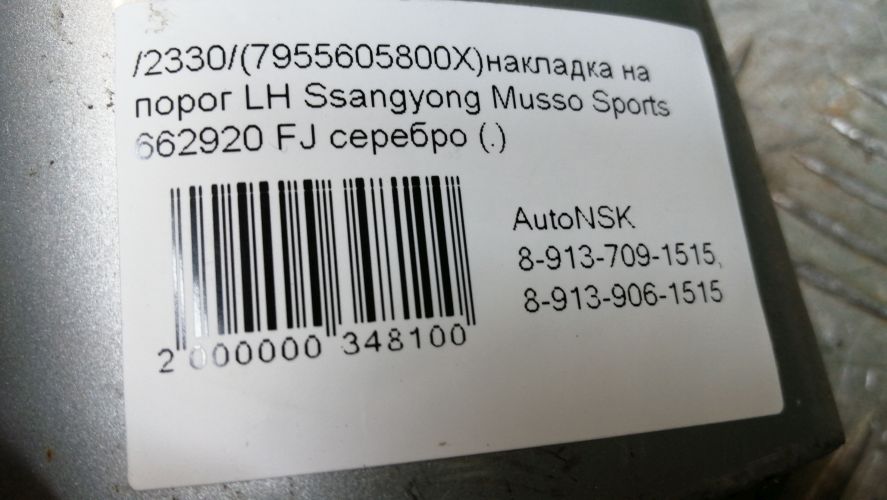 /2330/(7955605800X)накладка на
порог LH Ssangyong Musso Sports
662920 FJ серебро (.)
AutoNSK
8-913-709-1515,
8-913-906-1515
2 000000 348100